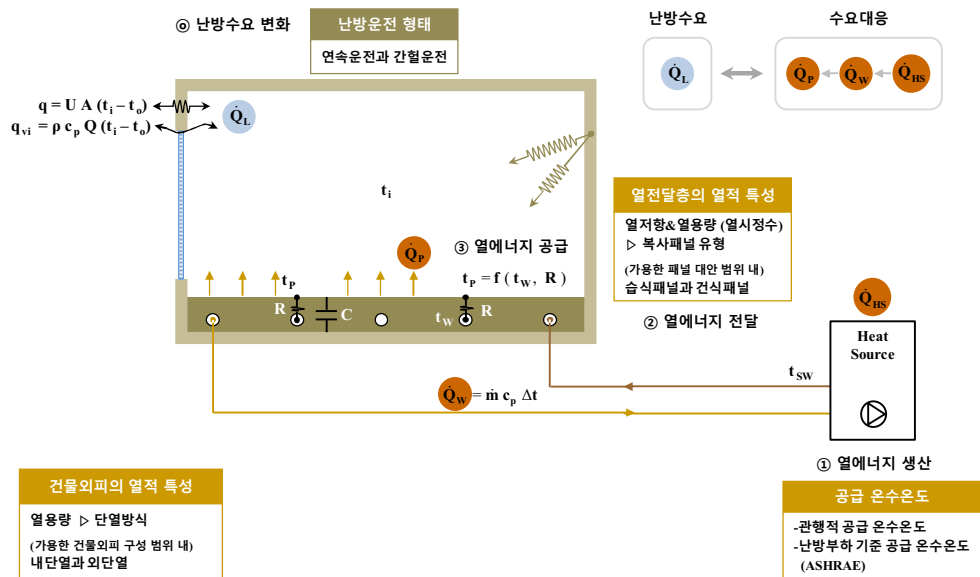 ◎ 난방수요 변화
난방운전 형태
연속운전과 간헐운전
난방수요
수요대응
Q̇L
Q̇P
Q̇W
Q̇HS
q = U A (ti – to)
qvi = ρ cp Q (ti – to)
Q̇L
ti
열전달층의 열적 특성
열저항&열용량 (열시정수)
▷ 복사패널 유형
(가용한 패널 대안 범위 내)
습식패널과 건식패널
Q̇P
③ 열에너지 공급
tP
tP = f ( tW, R )
R
C
tW
R
② 열에너지 전달
Q̇HS
Heat
Source
tSW
Q̇W = ṁ cp Δt
① 열에너지 생산
건물외피의 열적 특성
열용량 ▷ 단열방식
(가용한 건물외피 구성 범위 내)
내단열과 외단열
공급 온수온도
-관행적 공급 온수온도
-난방부하 기준 공급 온수온도
(ASHRAE)